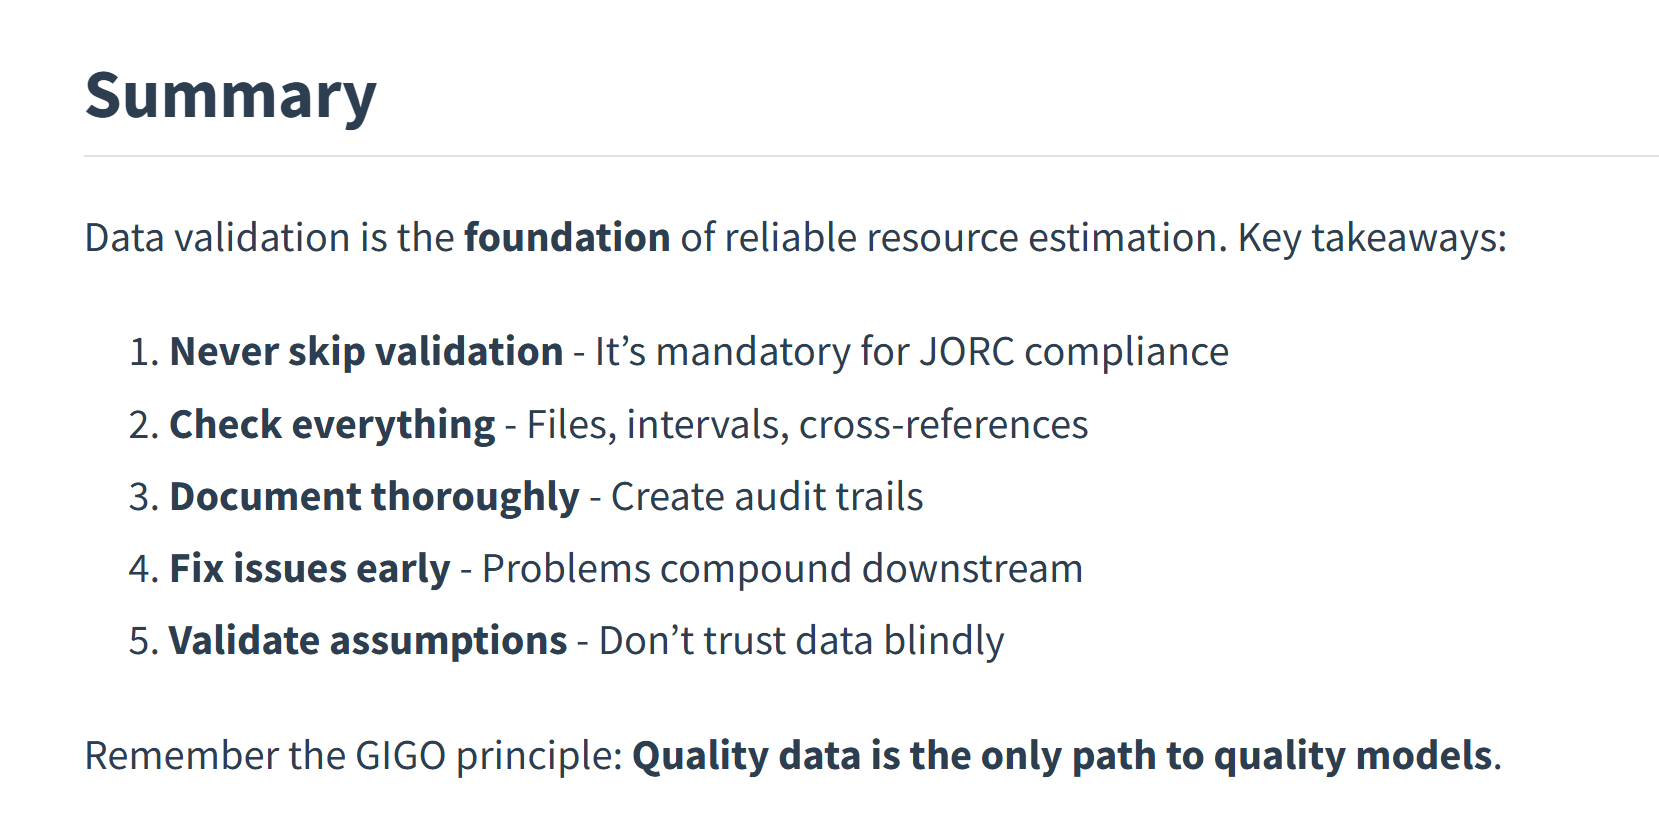 Summary
Data validation is the foundation of reliable resource estimation. Key takeaways:
1. Never skip validation - It’s mandatory for JORC compliance
2. Check everything - Files, intervals, cross-references
3. Document thoroughly - Create audit trails
4. Fix issues early - Problems compound downstream
5. Validate assumptions - Don’t trust data blindly
Remember the GIGO principle: Quality data is the only path to quality models.